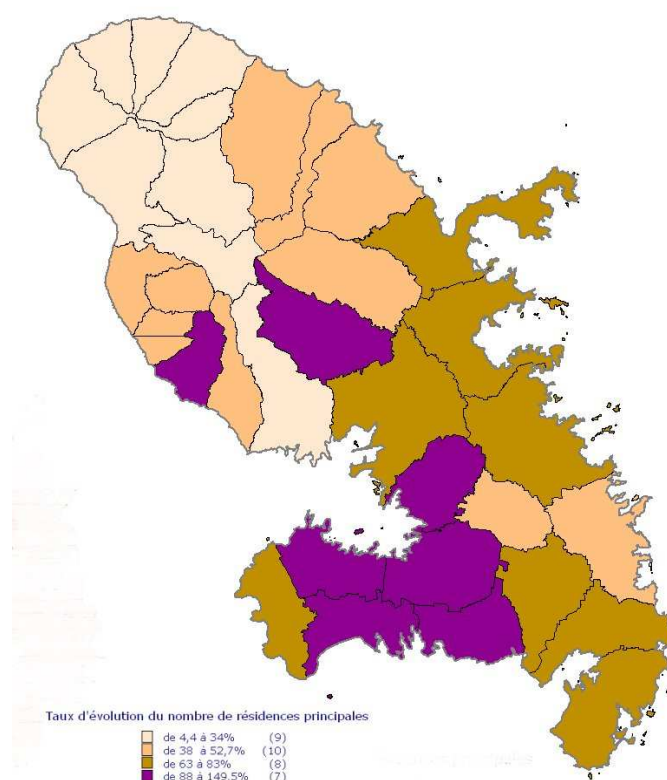 Taux d'évolution du nombre de résidences principales
de 4,4 à 34% (9)
de 38 à 52,7% (10)
de 63 à 83% (8)
de 88 à 149.5% (7)